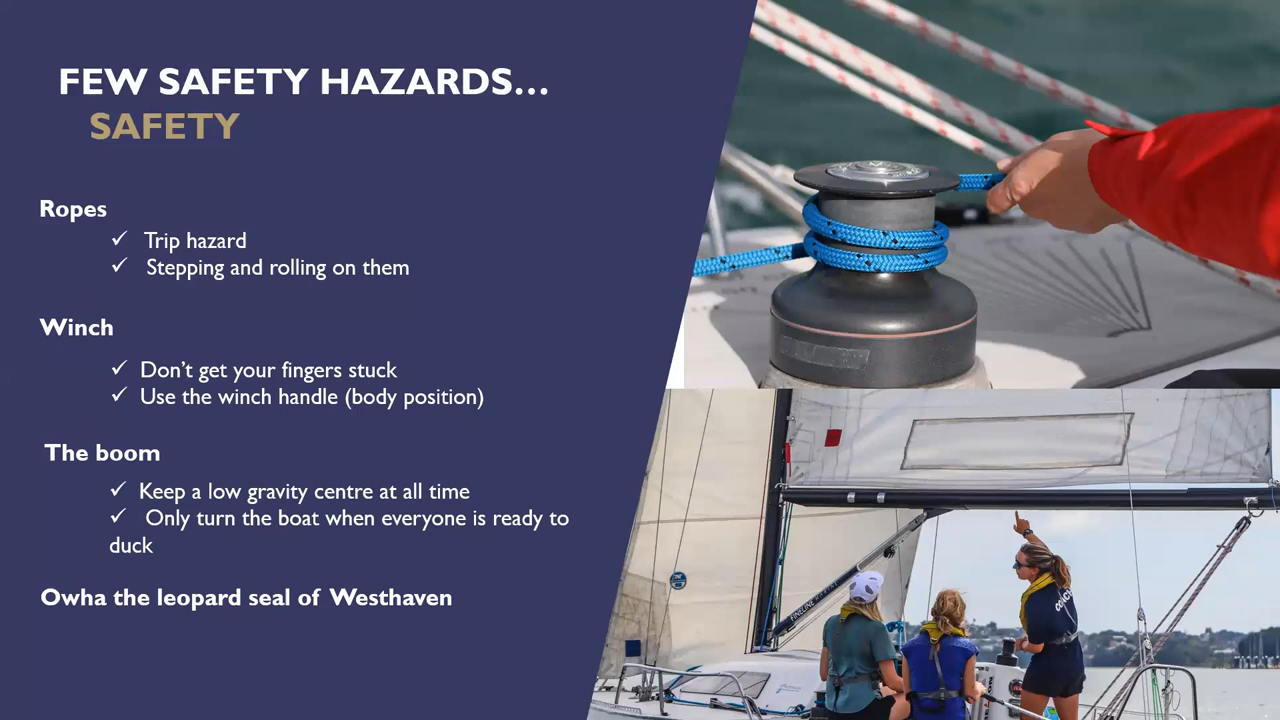 FEW SAFETY HAZARDS...
SAFETY
Ropes
✓ Trip hazard
✓ Stepping and rolling on them
Winch
✓ Don't get your fingers stuck
✓ Use the winch handle (body position)
The boom
✓ Keep a low gravity centre at all time
✓ Only turn the boat when everyone is ready to
duck
Owha the leopard seal of Westhaven